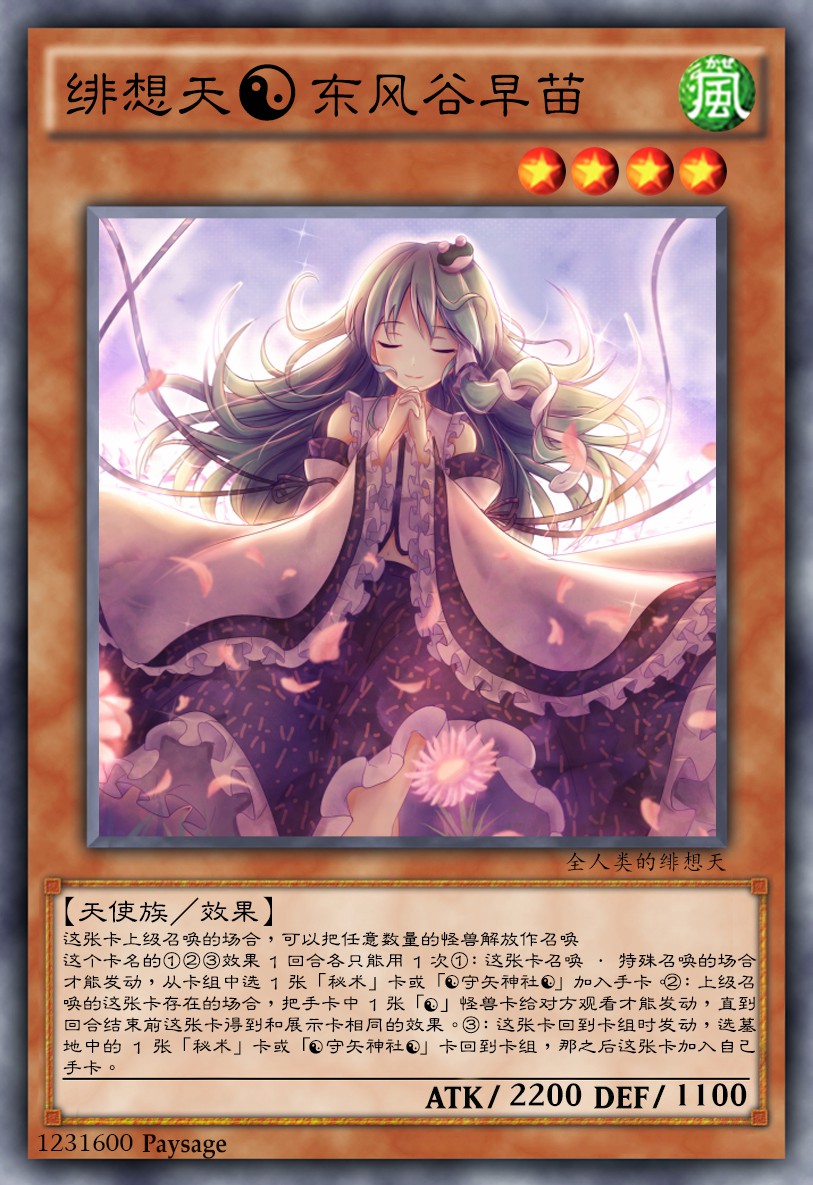 绯想天☯东风谷早苗
かぜ
風
全人类的绯想天
【天使族／效果】
这张卡上级召唤的场合，可以把任意数量的怪兽解放作召唤
这个卡名的①②③效果 1 回合各只能用 1 次①：这张卡召唤 · 特殊召唤的场合
才能发动，从卡组中选 1 张「秘术」卡或「☯守矢神社☯」加入手卡。②：上级召
唤的这张卡存在的场合，把手卡中 1 张「☯」怪兽卡给对方观看才能发动，直到
回合结束前这张卡得到和展示卡相同的效果。③：这张卡回到卡组时发动，选墓
地中的 1 张「秘术」卡或「☯守矢神社☯」卡回到卡组，那之后这张卡加入自己
手卡。
ATK/ 2200 DEF/ 1100
1231600 Paysage